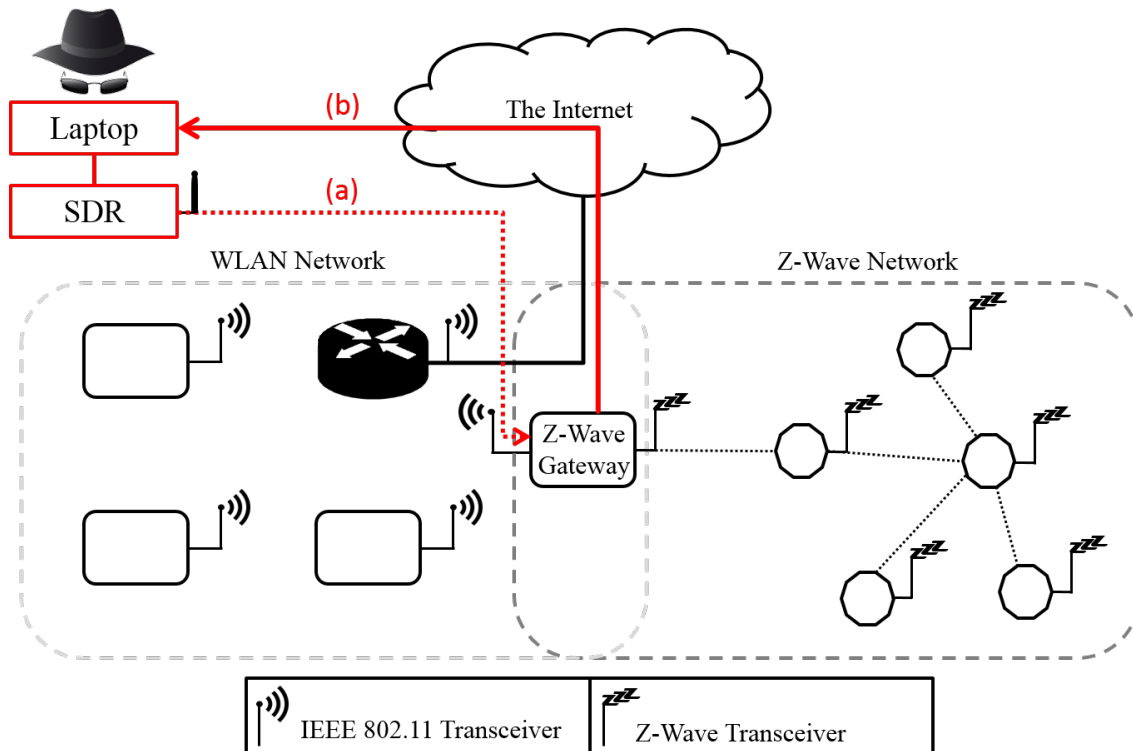 (b)
The Internet
Laptop
(a)
SDR
WLAN Network
Z-Wave Network
Z-Wave
Gateway
IEEE 802.11 Transceiver
Z-Wave Transceiver